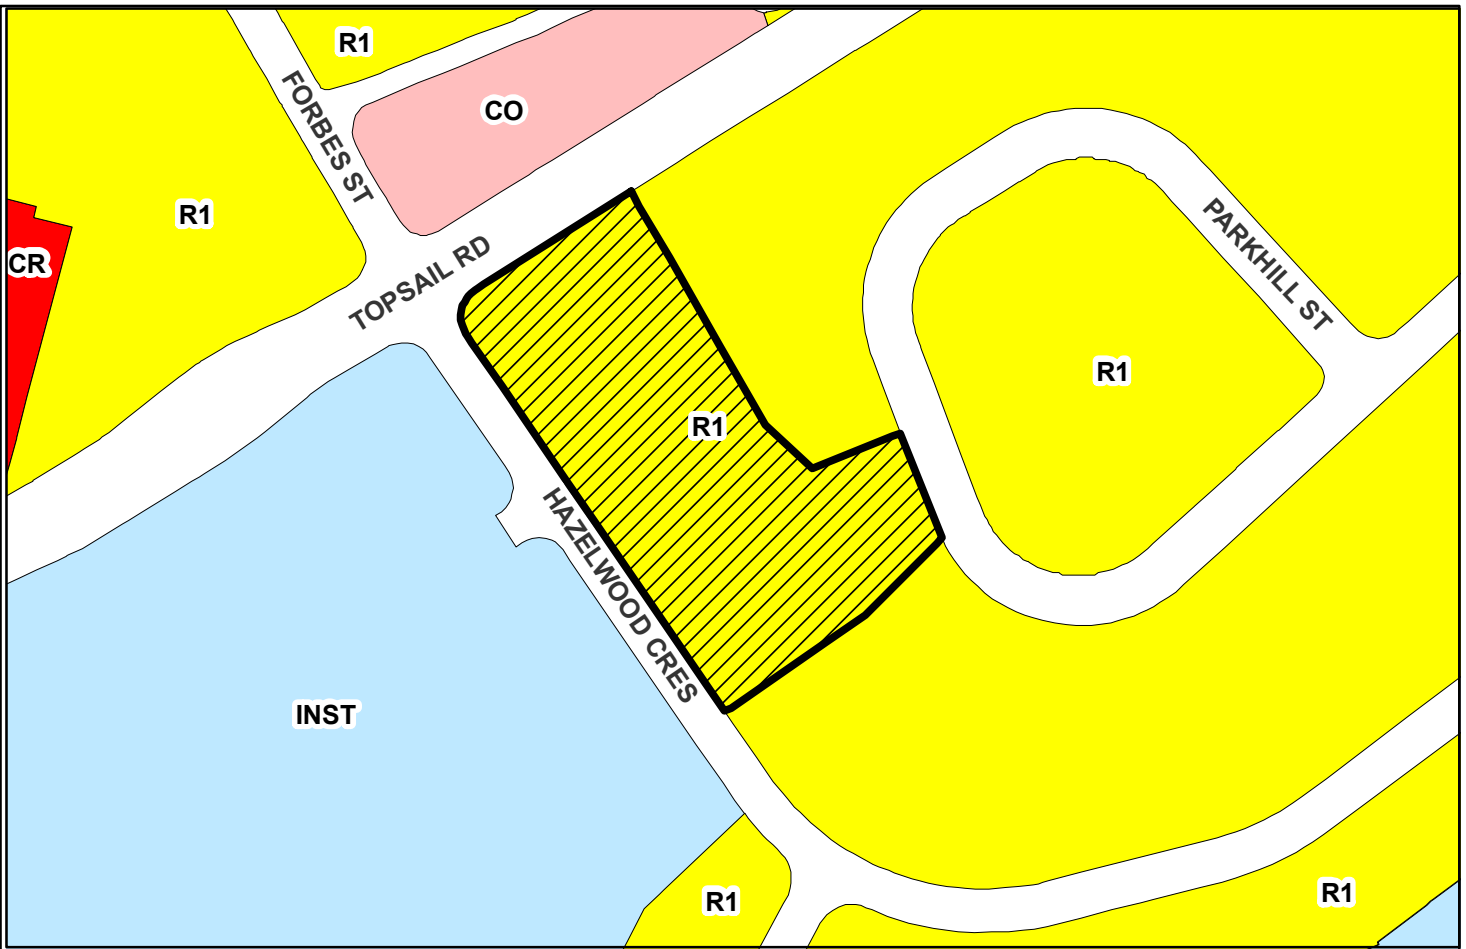 R1
FORBES ST
CO
R1
CR
TOPSAIL RD
PARKHILL ST
R1
R1
HAZELWOOD CRES
INST
R1
R1